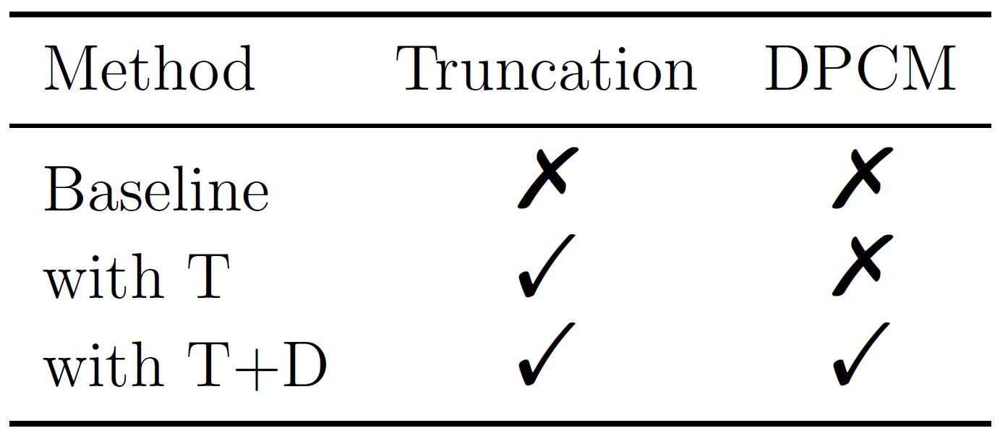 Method Truncation DPCM
Baseline ✗ ✗
with T ✓ ✗
with T+D ✓ ✓